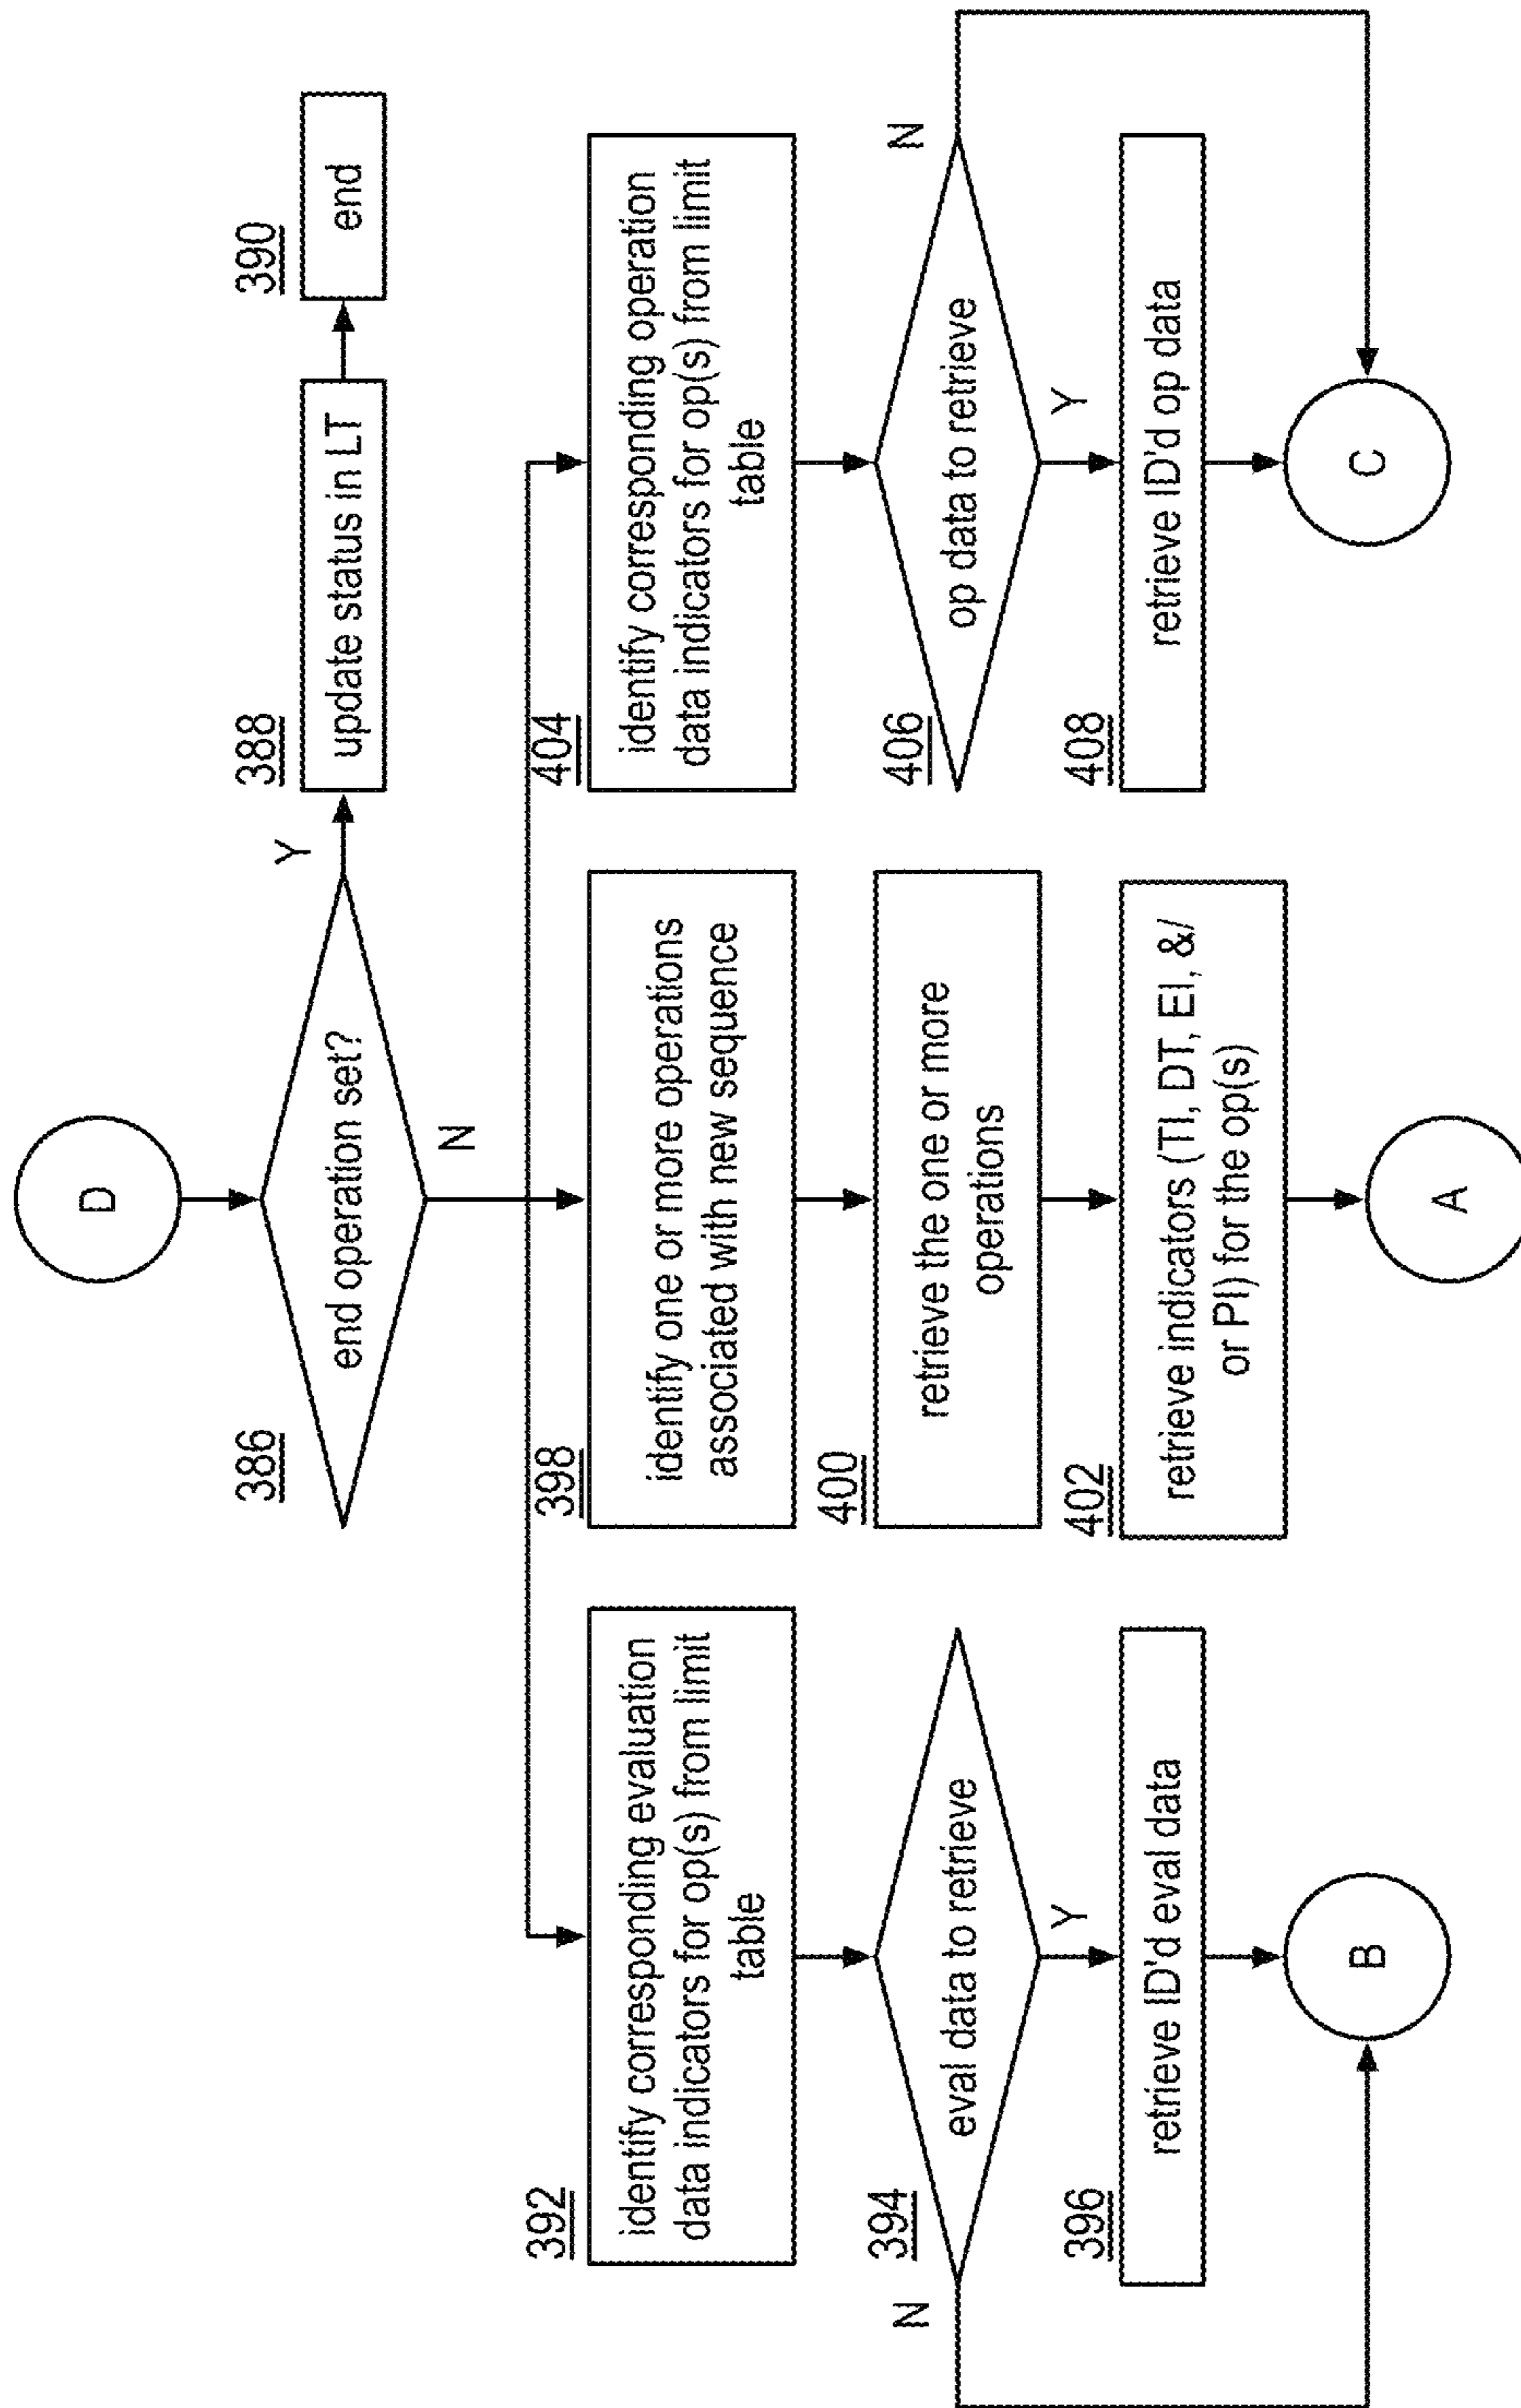 D
386
end operation set?
Y
N
388
update status in LT
390
end
392
identify corresponding evaluation
data indicators for op(s) from limit
table
394
eval data to retrieve
N
Y
396
retrieve ID'd eval data
B
398
identify one or more operations
associated with new sequence
400
retrieve the one or more
operations
402
retrieve indicators (TI, DT, EI, &/
or PI) for the op(s)
A
404
identify corresponding operation
data indicators for op(s) from limit
table
406
op data to retrieve
N
Y
408
retrieve ID'd op data
C